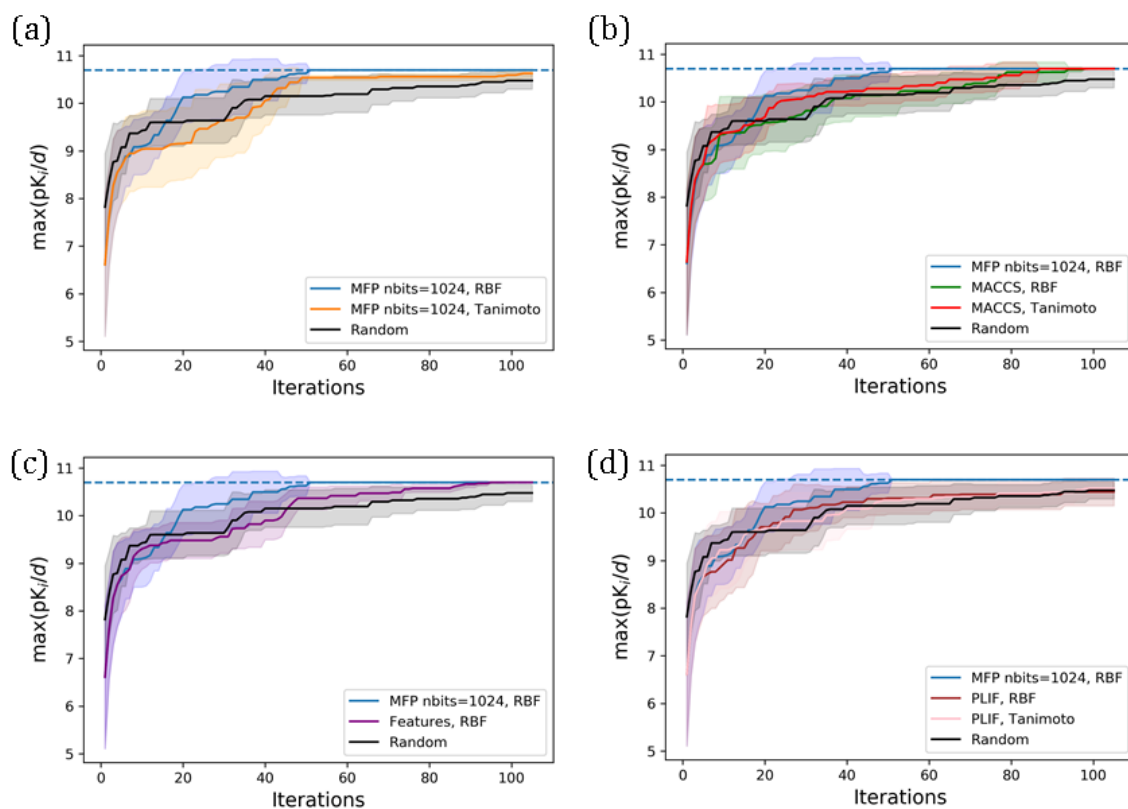 (a)
11
10
9
8
7
6
5
max(pKᵢ/d)
MFP nbits=1024, RBF
MFP nbits=1024, Tanimoto
Random
0 20 40 60 80 100
Iterations
(b)
11
10
9
8
7
6
5
max(pKᵢ/d)
MFP nbits=1024, RBF
MACCS, RBF
MACCS, Tanimoto
Random
0 20 40 60 80 100
Iterations
(c)
11
10
9
8
7
6
5
max(pKᵢ/d)
MFP nbits=1024, RBF
Features, RBF
Random
0 20 40 60 80 100
Iterations
(d)
11
10
9
8
7
6
5
max(pKᵢ/d)
MFP nbits=1024, RBF
PLIF, RBF
PLIF, Tanimoto
Random
0 20 40 60 80 100
Iterations